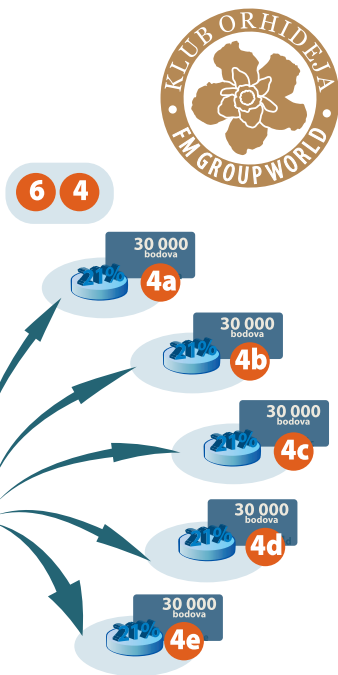 KLUB ORHIDEJA
FM GROUP WORLD
6 4
30 000
bodova
21%
4a
30 000
bodova
21%
4b
30 000
bodova
21%
4c
30 000
bodova
21%
4d
30 000
bodova
21%
4e